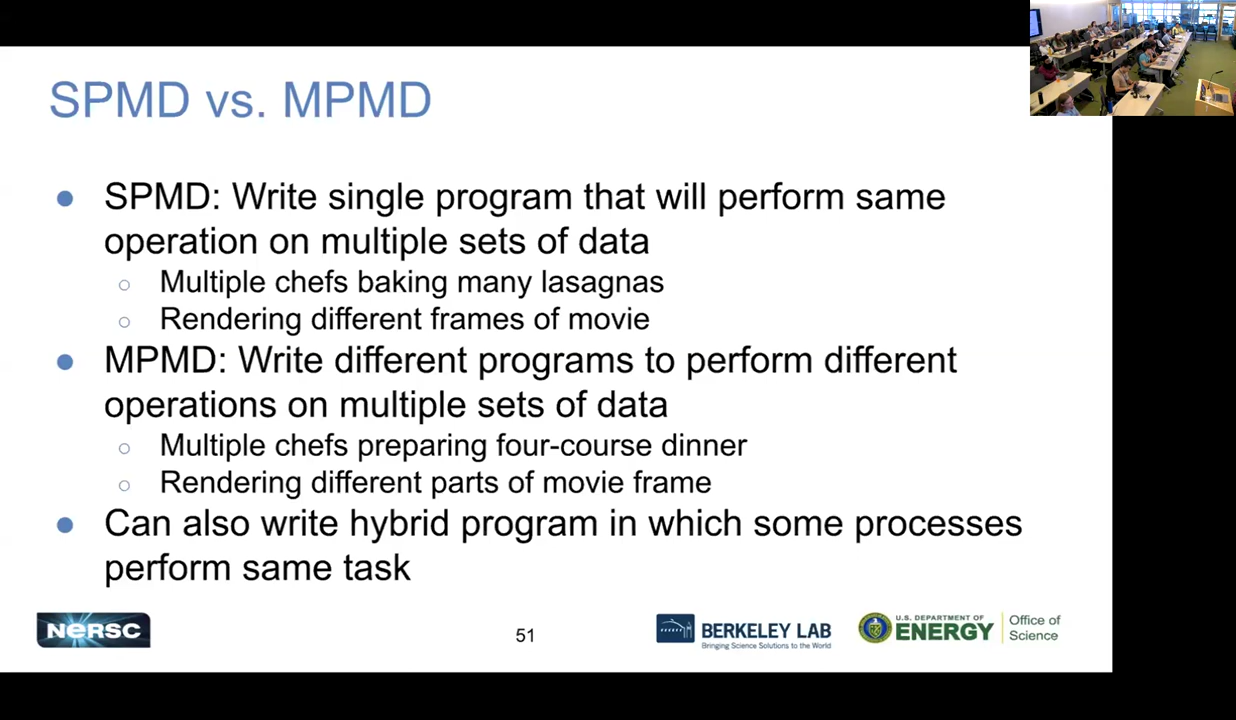 SPMD vs. MPMD
● SPMD: Write single program that will perform same
operation on multiple sets of data
○ Multiple chefs baking many lasagnas
○ Rendering different frames of movie
● MPMD: Write different programs to perform different
operations on multiple sets of data
○ Multiple chefs preparing four-course dinner
○ Rendering different parts of movie frame
● Can also write hybrid program in which some processes
perform same task
NERSC
51
BERKELEY LAB
Bringing Science Solutions to the World
U.S. DEPARTMENT OF
ENERGY
Office of
Science